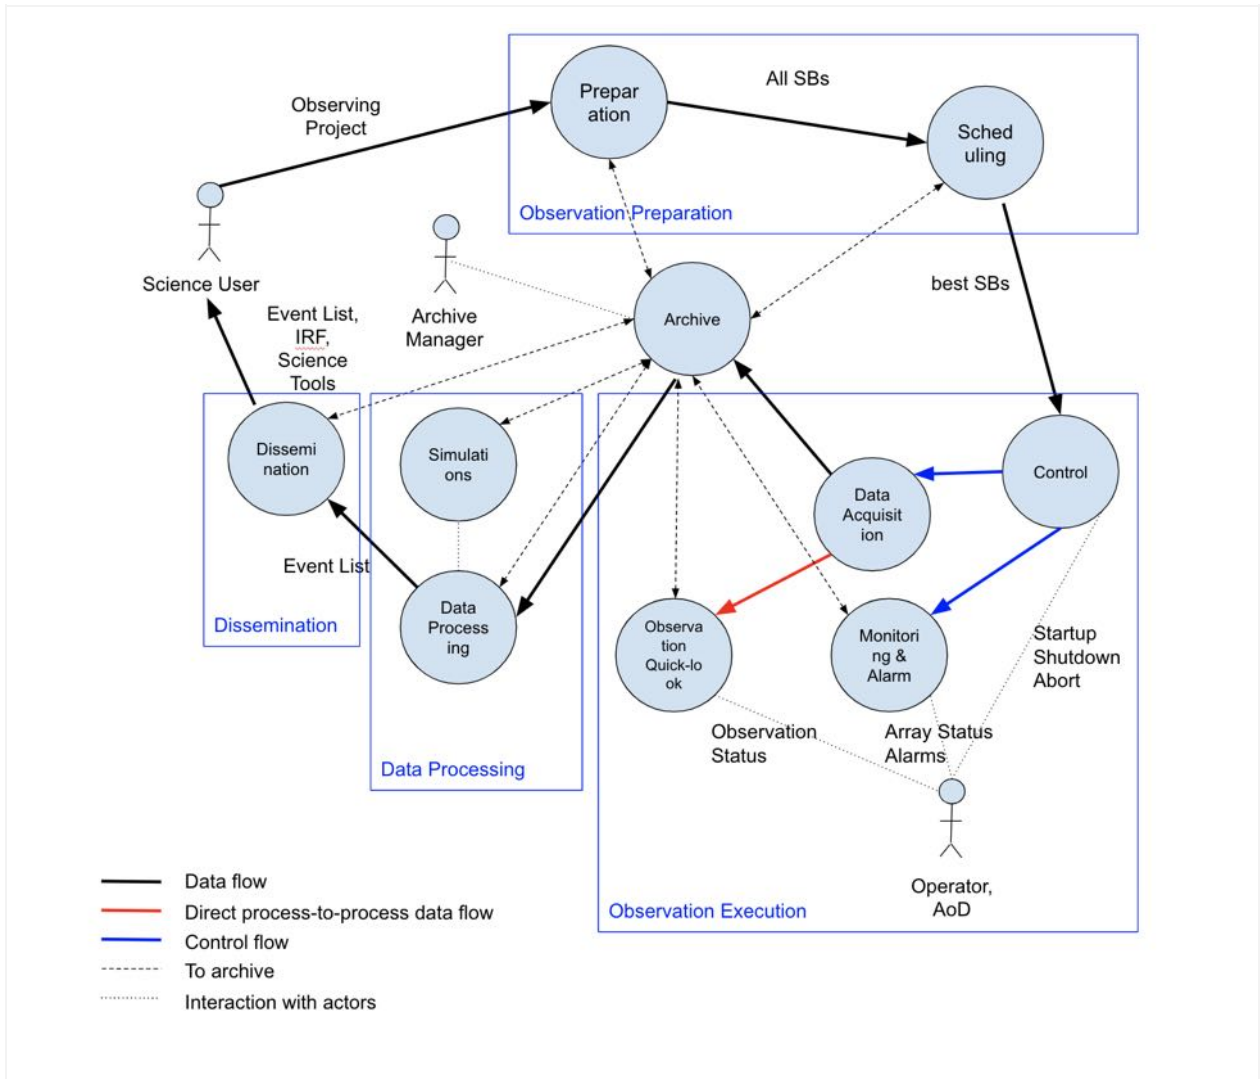 Prepar
ation
All SBs
Sched
uling
Observing
Project
Observation Preparation
Science User
best SBs
Archive
Manager
Archive
Event List,
IRF,
Science
Tools
Dissemi
nation
Simulati
ons
Control
Data
Acquisit
ion
Event List
Data
Process
ing
Dissemination
Observa
tion
Quick-lo
ok
Monitori
ng &
Alarm
Startup
Shutdown
Abort
Observation
Status
Array Status
Alarms
Data Processing
Operator,
AoD
Observation Execution
Data flow
Direct process-to-process data flow
Control flow
To archive
Interaction with actors